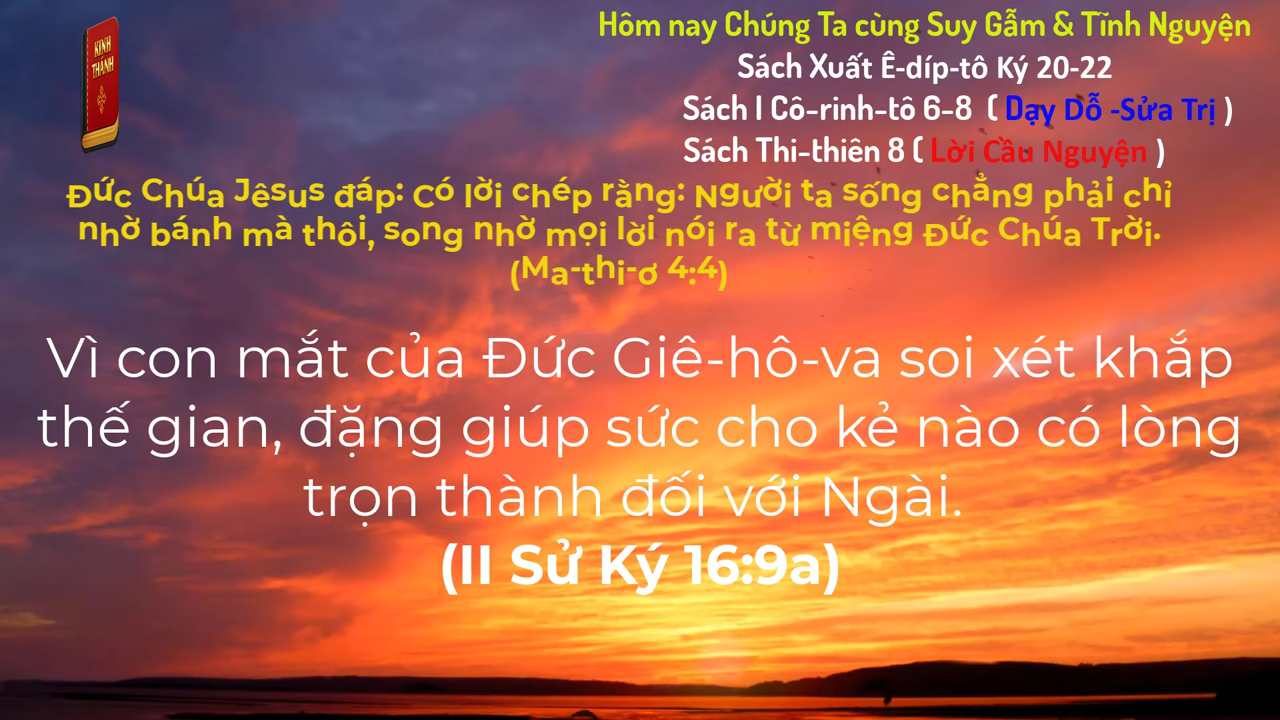 KINH
THÁNH
Hôm nay Chúng Ta cùng Suy Gẫm & Tĩnh Nguyện
Sách Xuất Ê-díp-tô Ký 20-22
Sách I Cô-rinh-tô 6-8 ( Dạy Dỗ -Sửa Trị )
Sách Thi-thiên 8 ( Lời Cầu Nguyện )
Đức Chúa Jêsus đáp: Có lời chép rằng: Người ta sống chẳng phải chỉ
nhờ bánh mà thôi, song nhờ mọi lời nói ra từ miệng Đức Chúa Trời.
(Ma-thi-ơ 4:4)
Vì con mắt của Đức Giê-hô-va soi xét khắp
thế gian, đặng giúp sức cho kẻ nào có lòng
trọn thành đối với Ngài.
(II Sử Ký 16:9a)